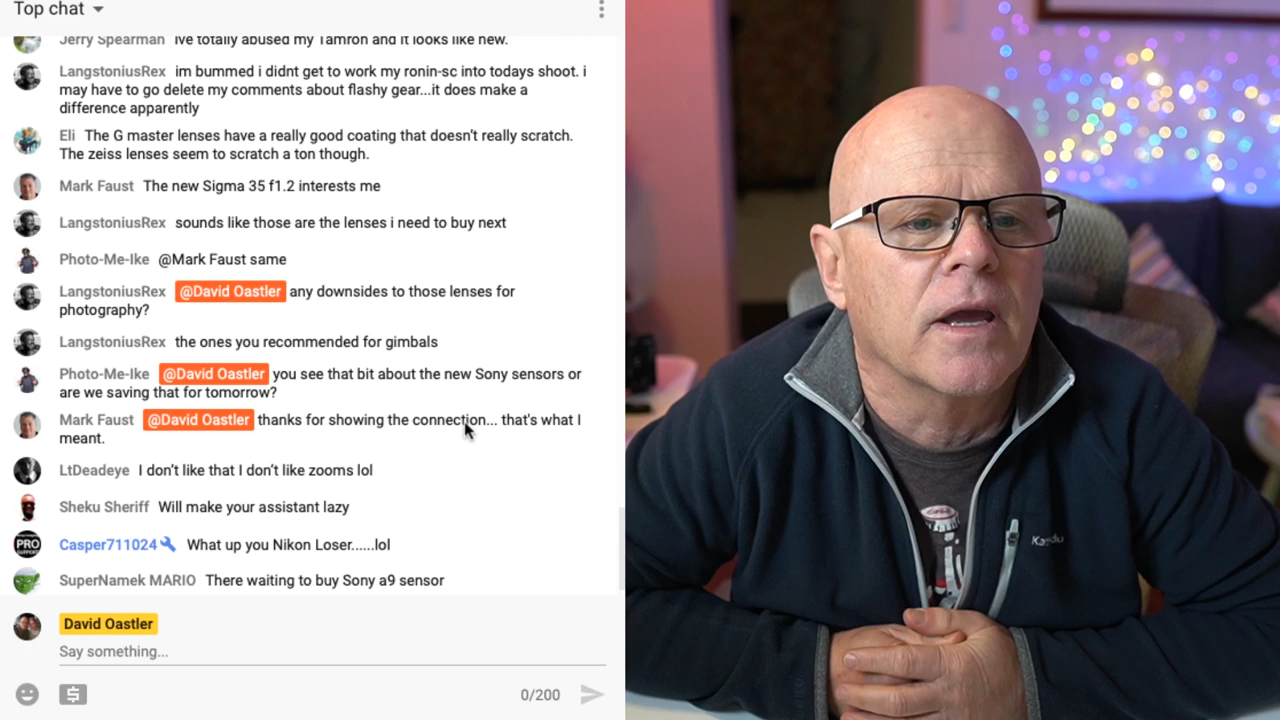 Top chat
Jerry Spearman ive totally abused my Tamron and it looks like new.
LangstoniusRex im bummed i didnt get to work my ronin-sc into todays shoot. i
may have to go delete my comments about flashy gear...it does make a
difference apparently
Eli The G master lenses have a really good coating that doesn't really scratch.
The zeiss lenses seem to scratch a ton though.
Mark Faust The new Sigma 35 f1.2 interests me
LangstoniusRex sounds like those are the lenses i need to buy next
Photo-Me-Ike @Mark Faust same
LangstoniusRex @David Oastler any downsides to those lenses for
photography?
LangstoniusRex the ones you recommended for gimbals
Photo-Me-Ike @David Oastler you see that bit about the new Sony sensors or
are we saving that for tomorrow?
Mark Faust @David Oastler thanks for showing the connection... that's what I
meant.
LtDeadeye I don't like that I don't like zooms lol
Sheku Sheriff Will make your assistant lazy
PRO
Casper711024 What up you Nikon Loser......lol
SuperNamek MARIO There waiting to buy Sony a9 sensor
David Oastler
Say something...
0/200